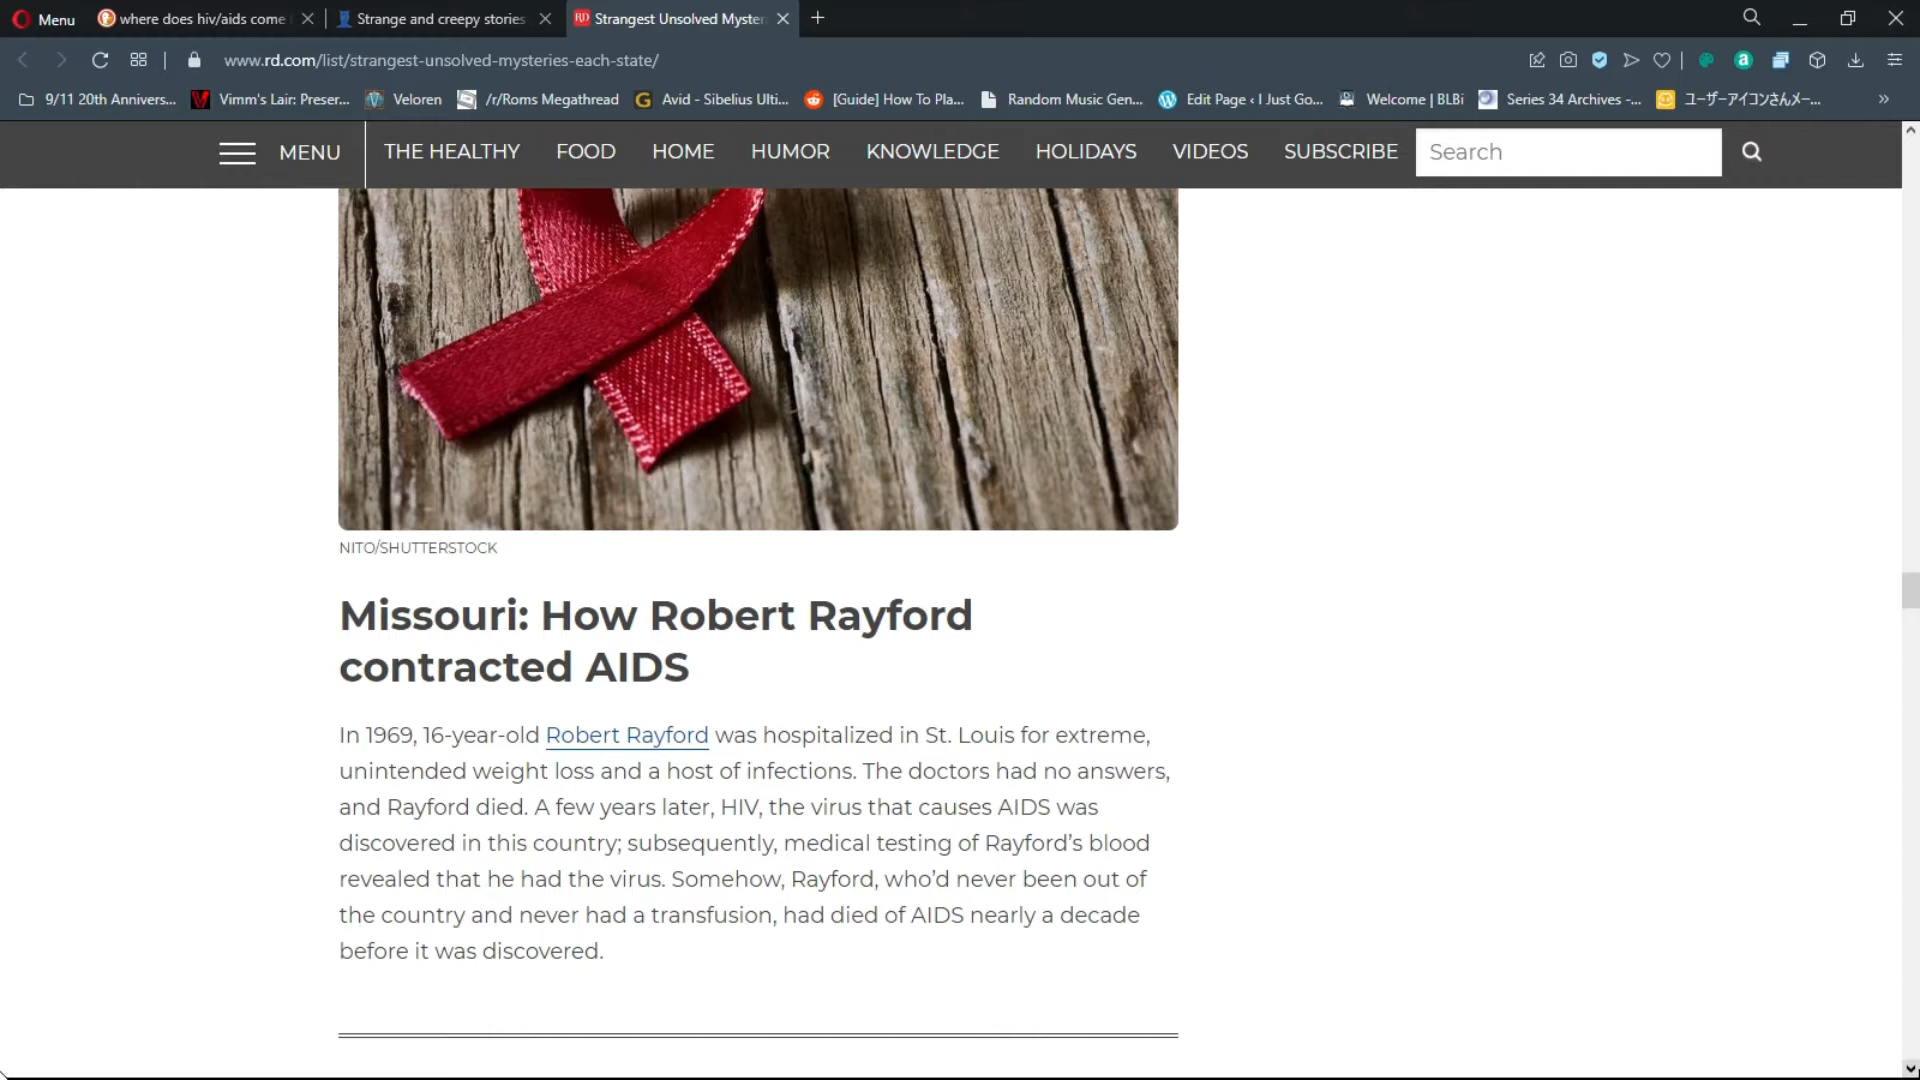 Menu
where does hiv/aids come
Strange and creepy stories
RD
Strangest Unsolved Myster
www.rd.com/list/strangest-unsolved-mysteries-each-state/
9/11 20th Annivers...
Vimm's Lair: Preser...
Veloren
/r/Roms Megathread
Avid - Sibelius Ulti...
[Guide] How To Pla...
Random Music Gen...
Edit Page ‹ I Just Go...
Welcome | BLBi
Series 34 Archives -...
ユーザーアイコンさんメー...
MENU
THE HEALTHY
FOOD
HOME
HUMOR
KNOWLEDGE
HOLIDAYS
VIDEOS
SUBSCRIBE
Search
NITO/SHUTTERSTOCK
Missouri: How Robert Rayford
contracted AIDS
In 1969, 16-year-old Robert Rayford was hospitalized in St. Louis for extreme,
unintended weight loss and a host of infections. The doctors had no answers,
and Rayford died. A few years later, HIV, the virus that causes AIDS was
discovered in this country; subsequently, medical testing of Rayford's blood
revealed that he had the virus. Somehow, Rayford, who'd never been out of
the country and never had a transfusion, had died of AIDS nearly a decade
before it was discovered.